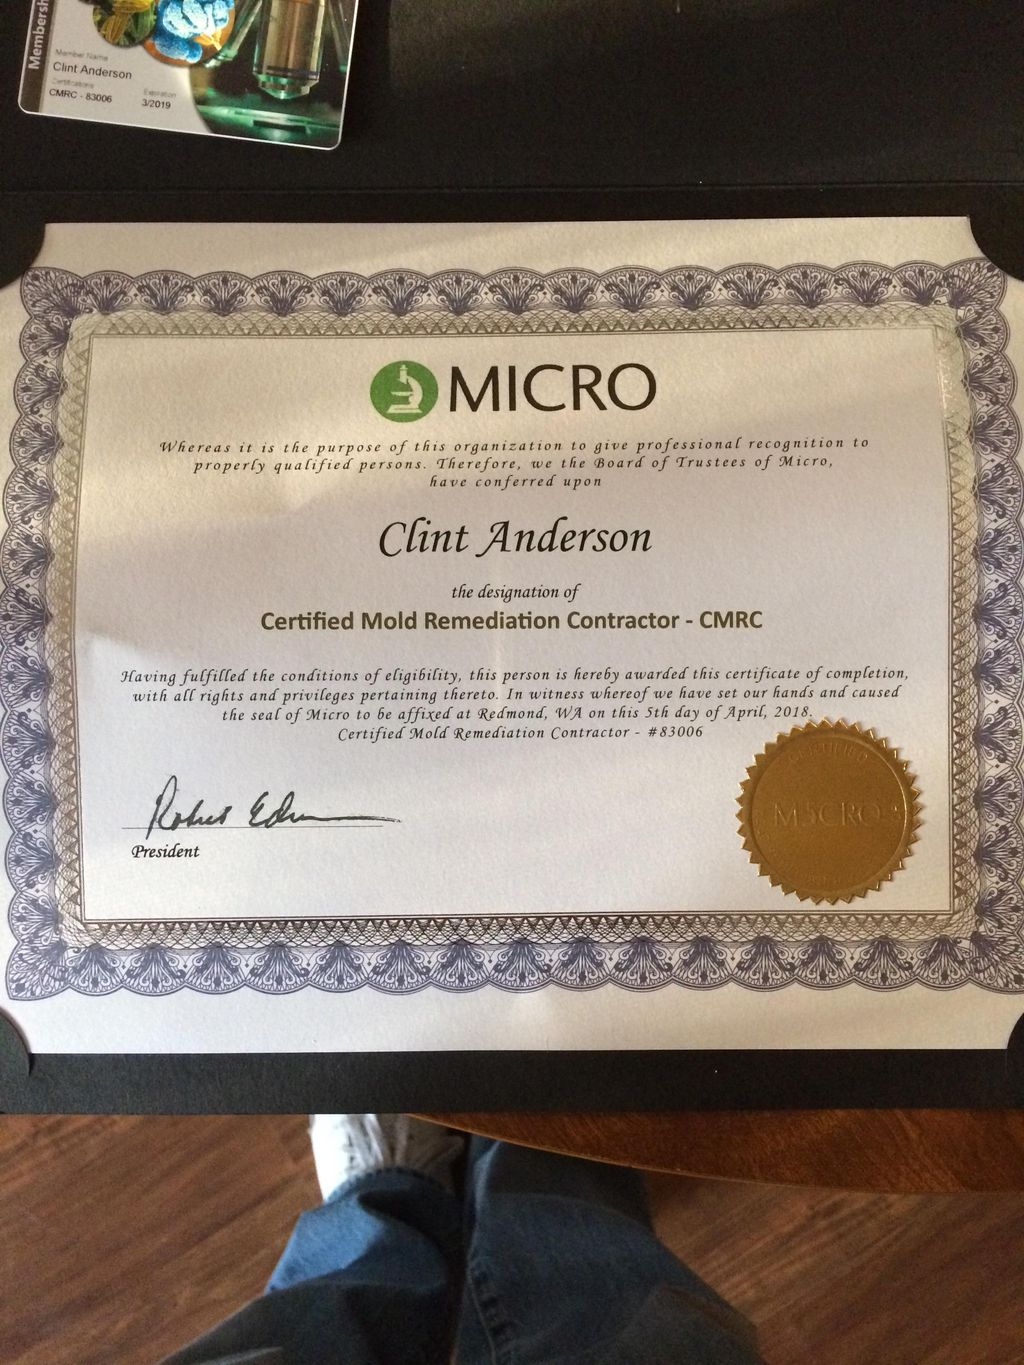 Membersh
Member Name
Clint Anderson
Certifications
CMRC - 83006
Expiration
3/2019
MICRO
Whereas it is the purpose of this organization to give professional recognition to
properly qualified persons. Therefore, we the Board of Trustees of Micro,
have conferred upon
Clint Anderson
the designation of
Certified Mold Remediation Contractor - CMRC
Having fulfilled the conditions of eligibility, this person is hereby awarded this certificate of completion,
with all rights and privileges pertaining thereto. In witness whereof we have set our hands and caused
the seal of Micro to be affixed at Redmond, WA on this 5th day of April, 2018.
Certified Mold Remediation Contractor - #83006
President
CERTIFIED